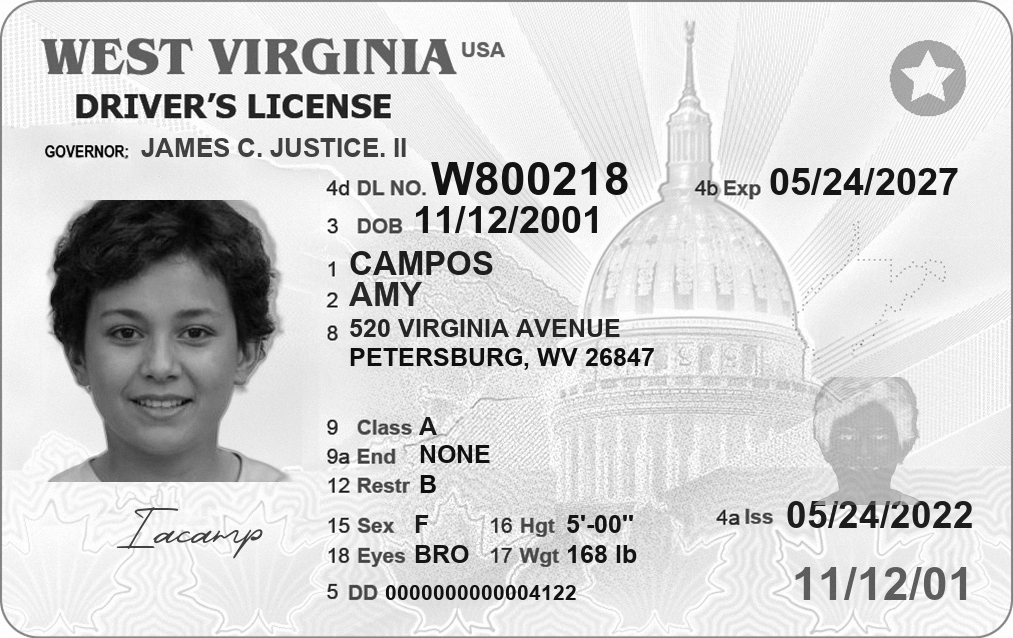 WEST VIRGINIA USA
DRIVER'S LICENSE
GOVERNOR; JAMES C. JUSTICE. II
4d DL NO. W800218 4b Exp 05/24/2027
3 DOB 11/12/2001
1 CAMPOS
2 AMY
8 520 VIRGINIA AVENUE
PETERSBURG, WV 26847
9 Class A
9a End NONE
12 Restr B
15 Sex F 16 Hgt 5'-00"
4a Iss 05/24/2022
18 Eyes BRO 17 Wgt 168 lb
5 DD 0000000000004122
11/12/01
Iacamp